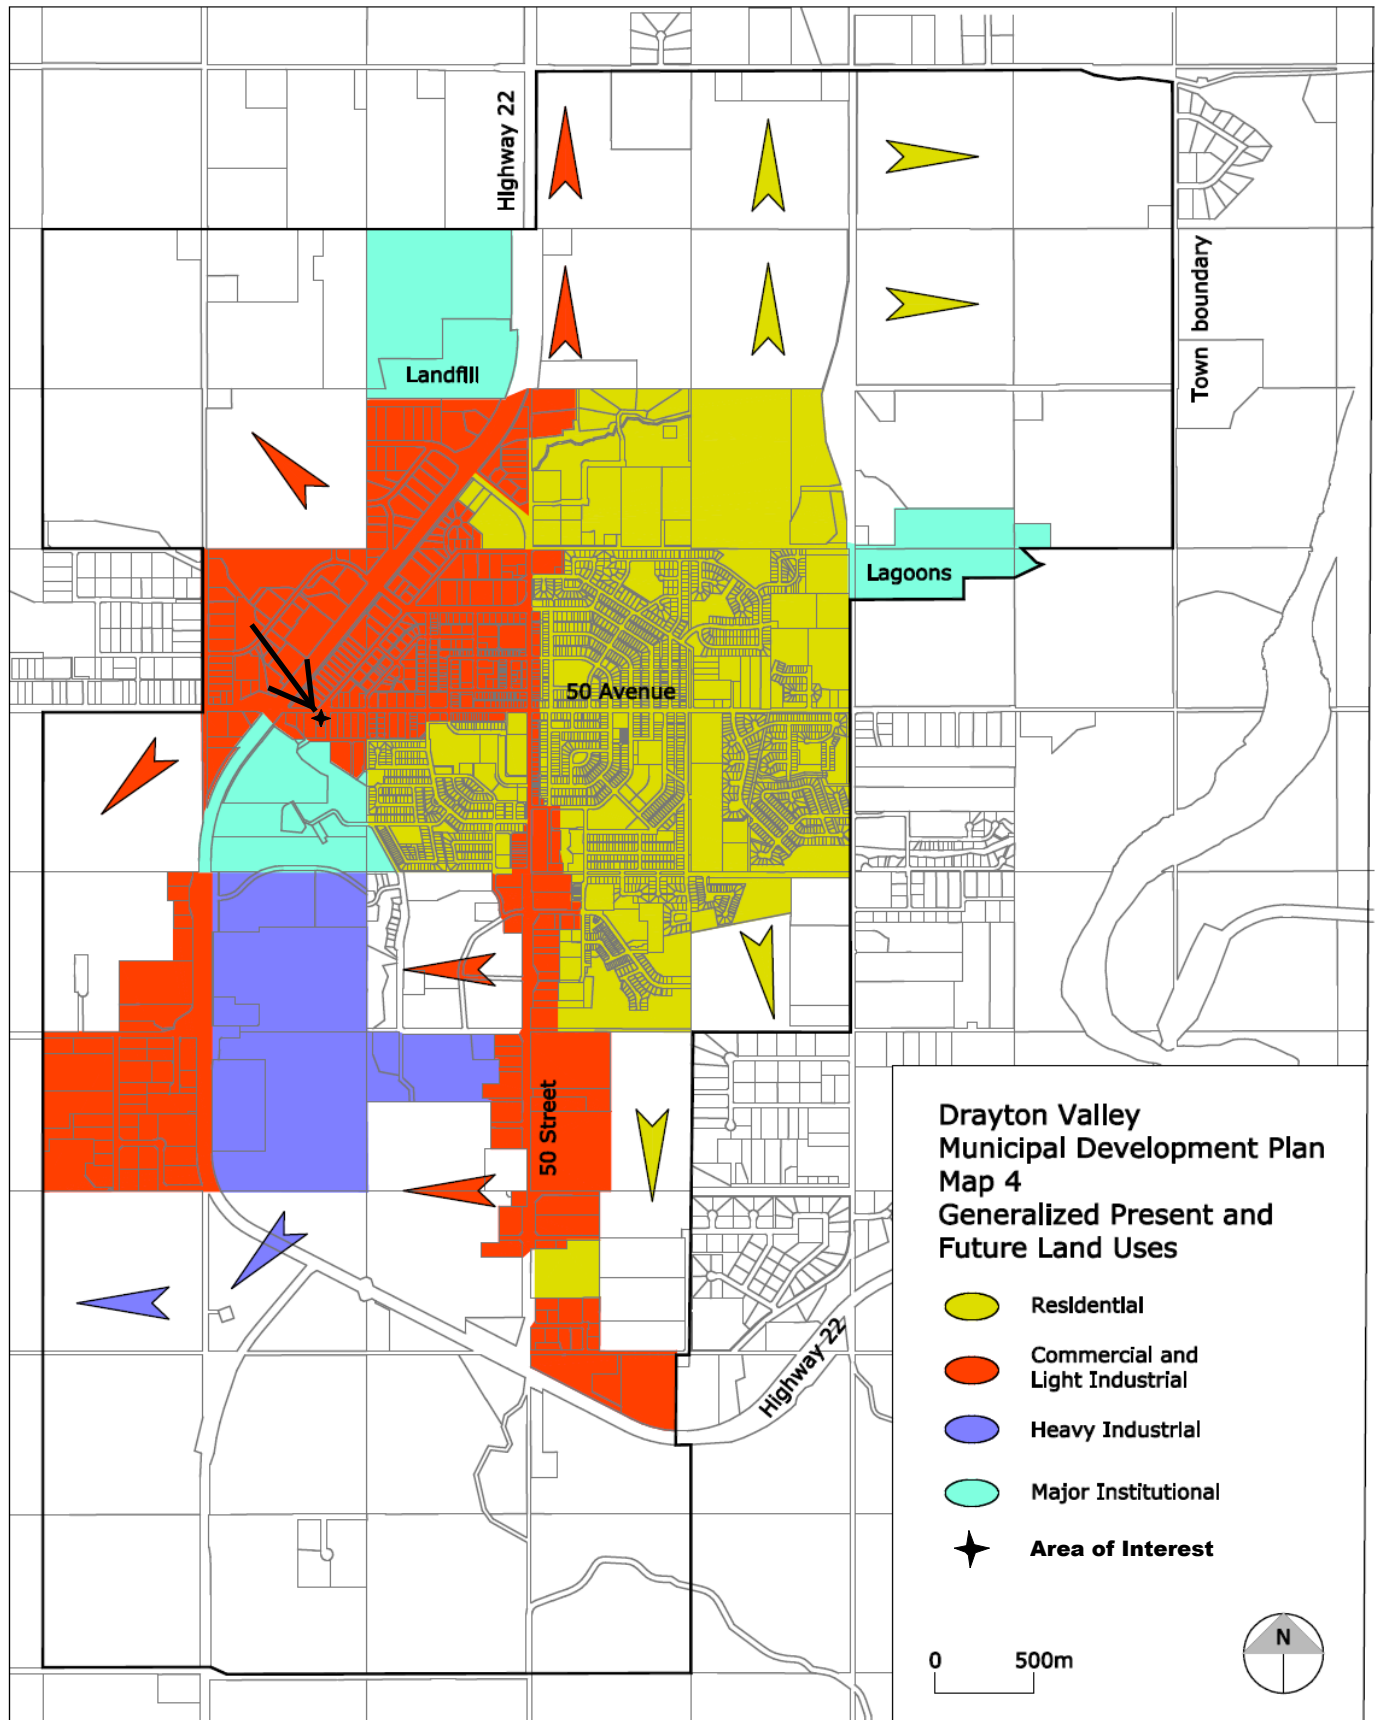 Highway 22
Town boundary
Landfill
Lagoons
50 Avenue
50 Street
Highway 22
Drayton Valley
Municipal Development Plan
Map 4
Generalized Present and
Future Land Uses
Residential
Commercial and
Light Industrial
Heavy Industrial
Major Institutional
Area of Interest
0 500m
N